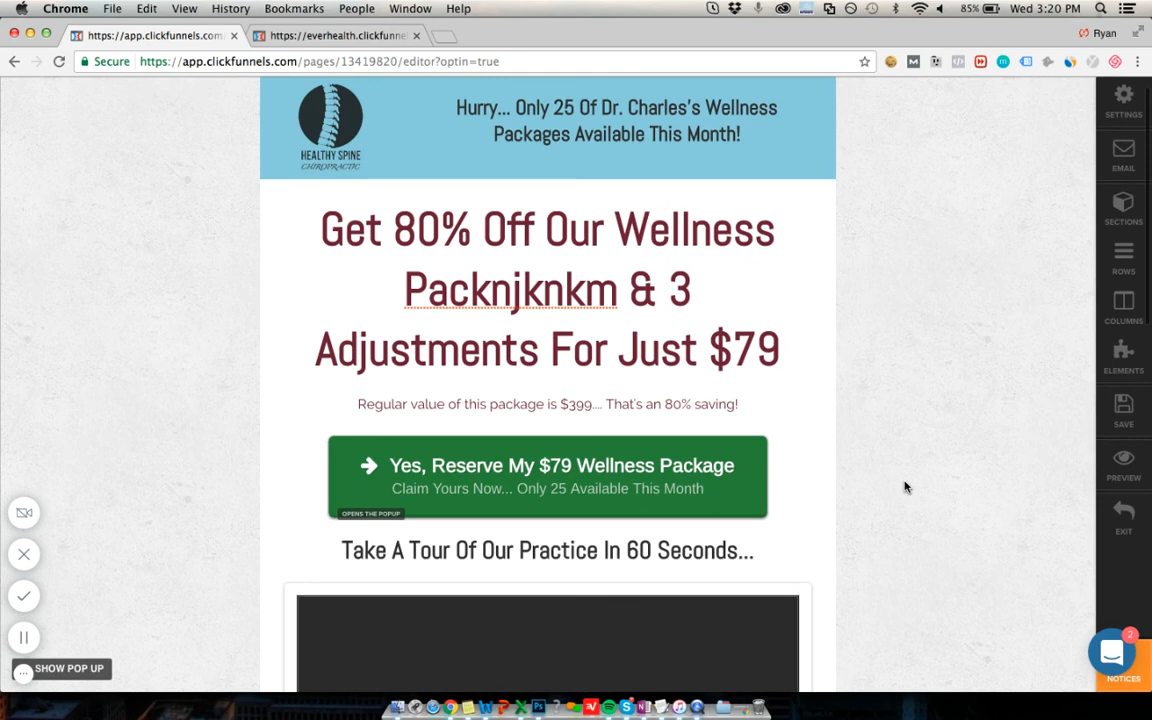 Chrome File Edit View History Bookmarks People Window Help
85% Wed 3:20 PM
https://app.clickfunnels.com/
https://everhealth.clickfunne
Ryan
Secure https://app.clickfunnels.com/pages/13419820/editor?optin=true
HEALTHY SPINE
CHIROPRACTIC
Hurry... Only 25 Of Dr. Charles's Wellness
Packages Available This Month!
Get 80% Off Our Wellness
Packnjknkm & 3
Adjustments For Just $79
Regular value of this package is $399.... That's an 80% saving!
Yes, Reserve My $79 Wellness Package
Claim Yours Now... Only 25 Available This Month
OPENS THE POPUP
Take A Tour Of Our Practice In 60 Seconds...
SHOW POP UP
SETTINGS
EMAIL
SECTIONS
ROWS
COLUMNS
ELEMENTS
SAVE
PREVIEW
EXIT
2
NOTICES